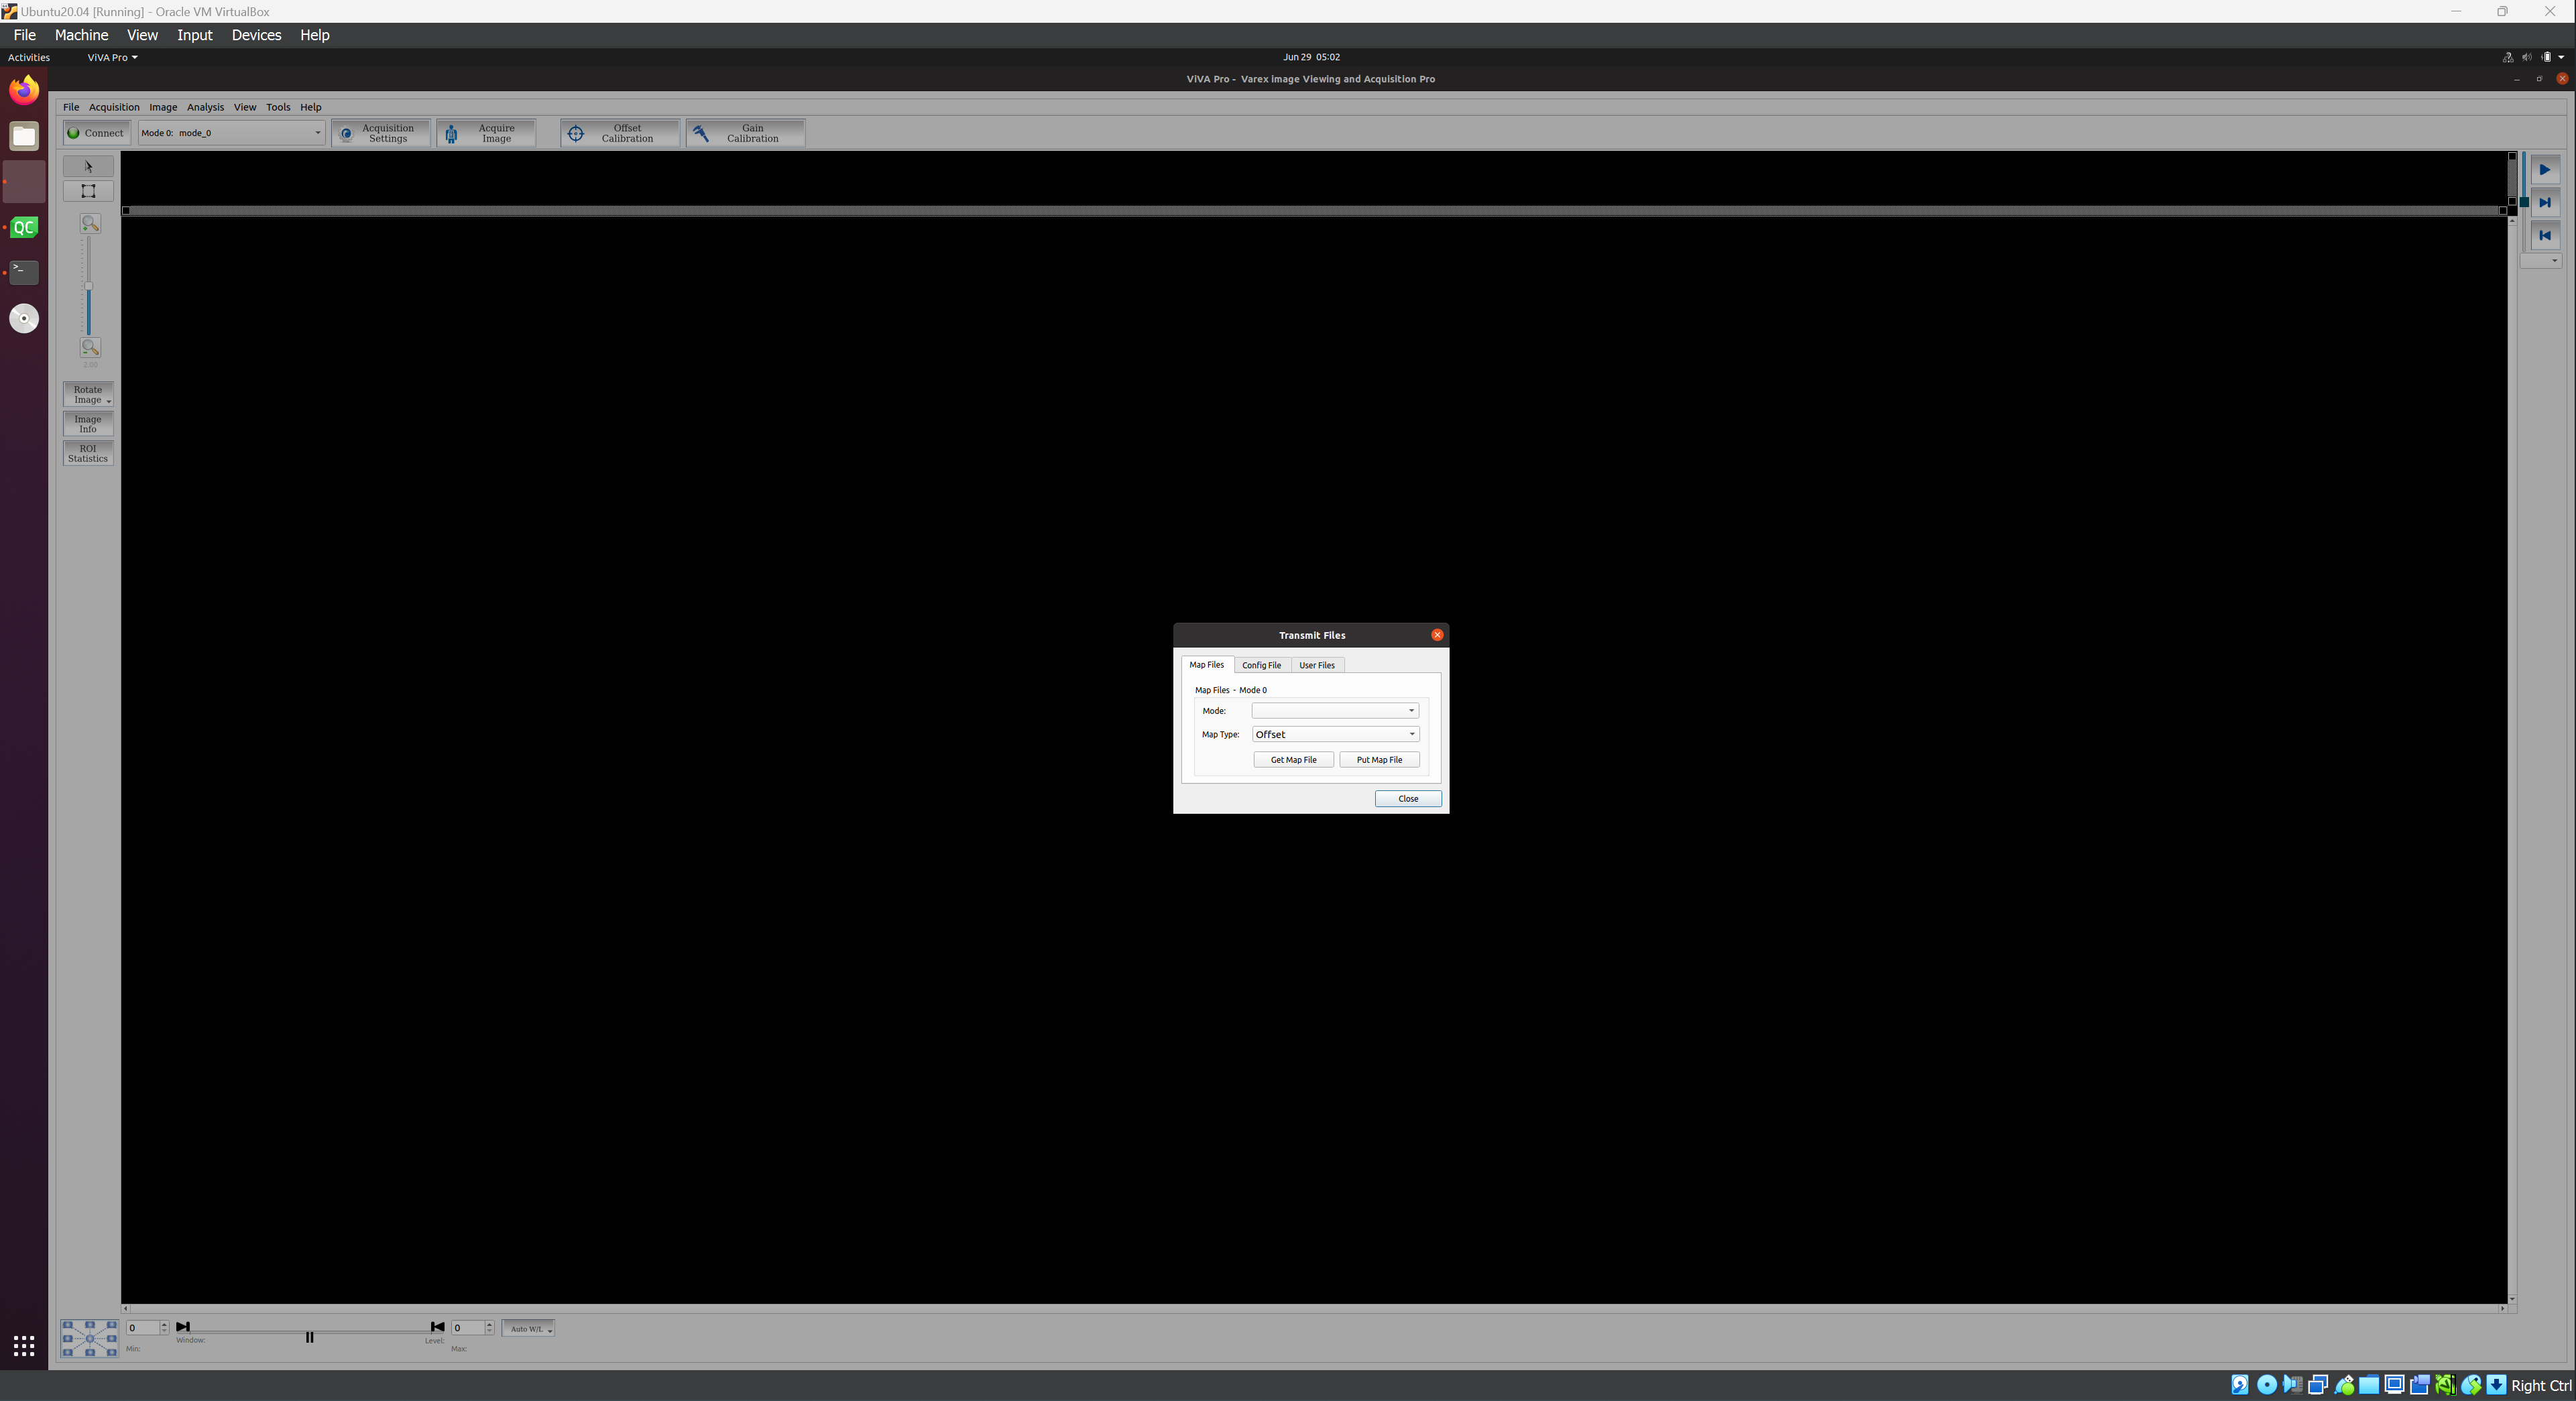 Ubuntu20.04 [Running] - Oracle VM VirtualBox
File Machine View Input Devices Help
Activities ViVA Pro Jun 29 05:02
ViVA Pro - Varex image Viewing and Acquisition Pro
File Acquisition Image Analysis View Tools Help
Connect Mode 0: mode_0 Acquisition Settings Acquire Image Offset Calibration Gain Calibration
QC
>_
2.00
Rotate
Image
Image
Info
ROI
Statistics
Transmit Files
Map Files Config File User Files
Map Files - Mode 0
Mode:
Map Type: Offset
Get Map File Put Map File
Close
0 0 Auto W/L
Window: Level:
Min: Max:
Right Ctrl